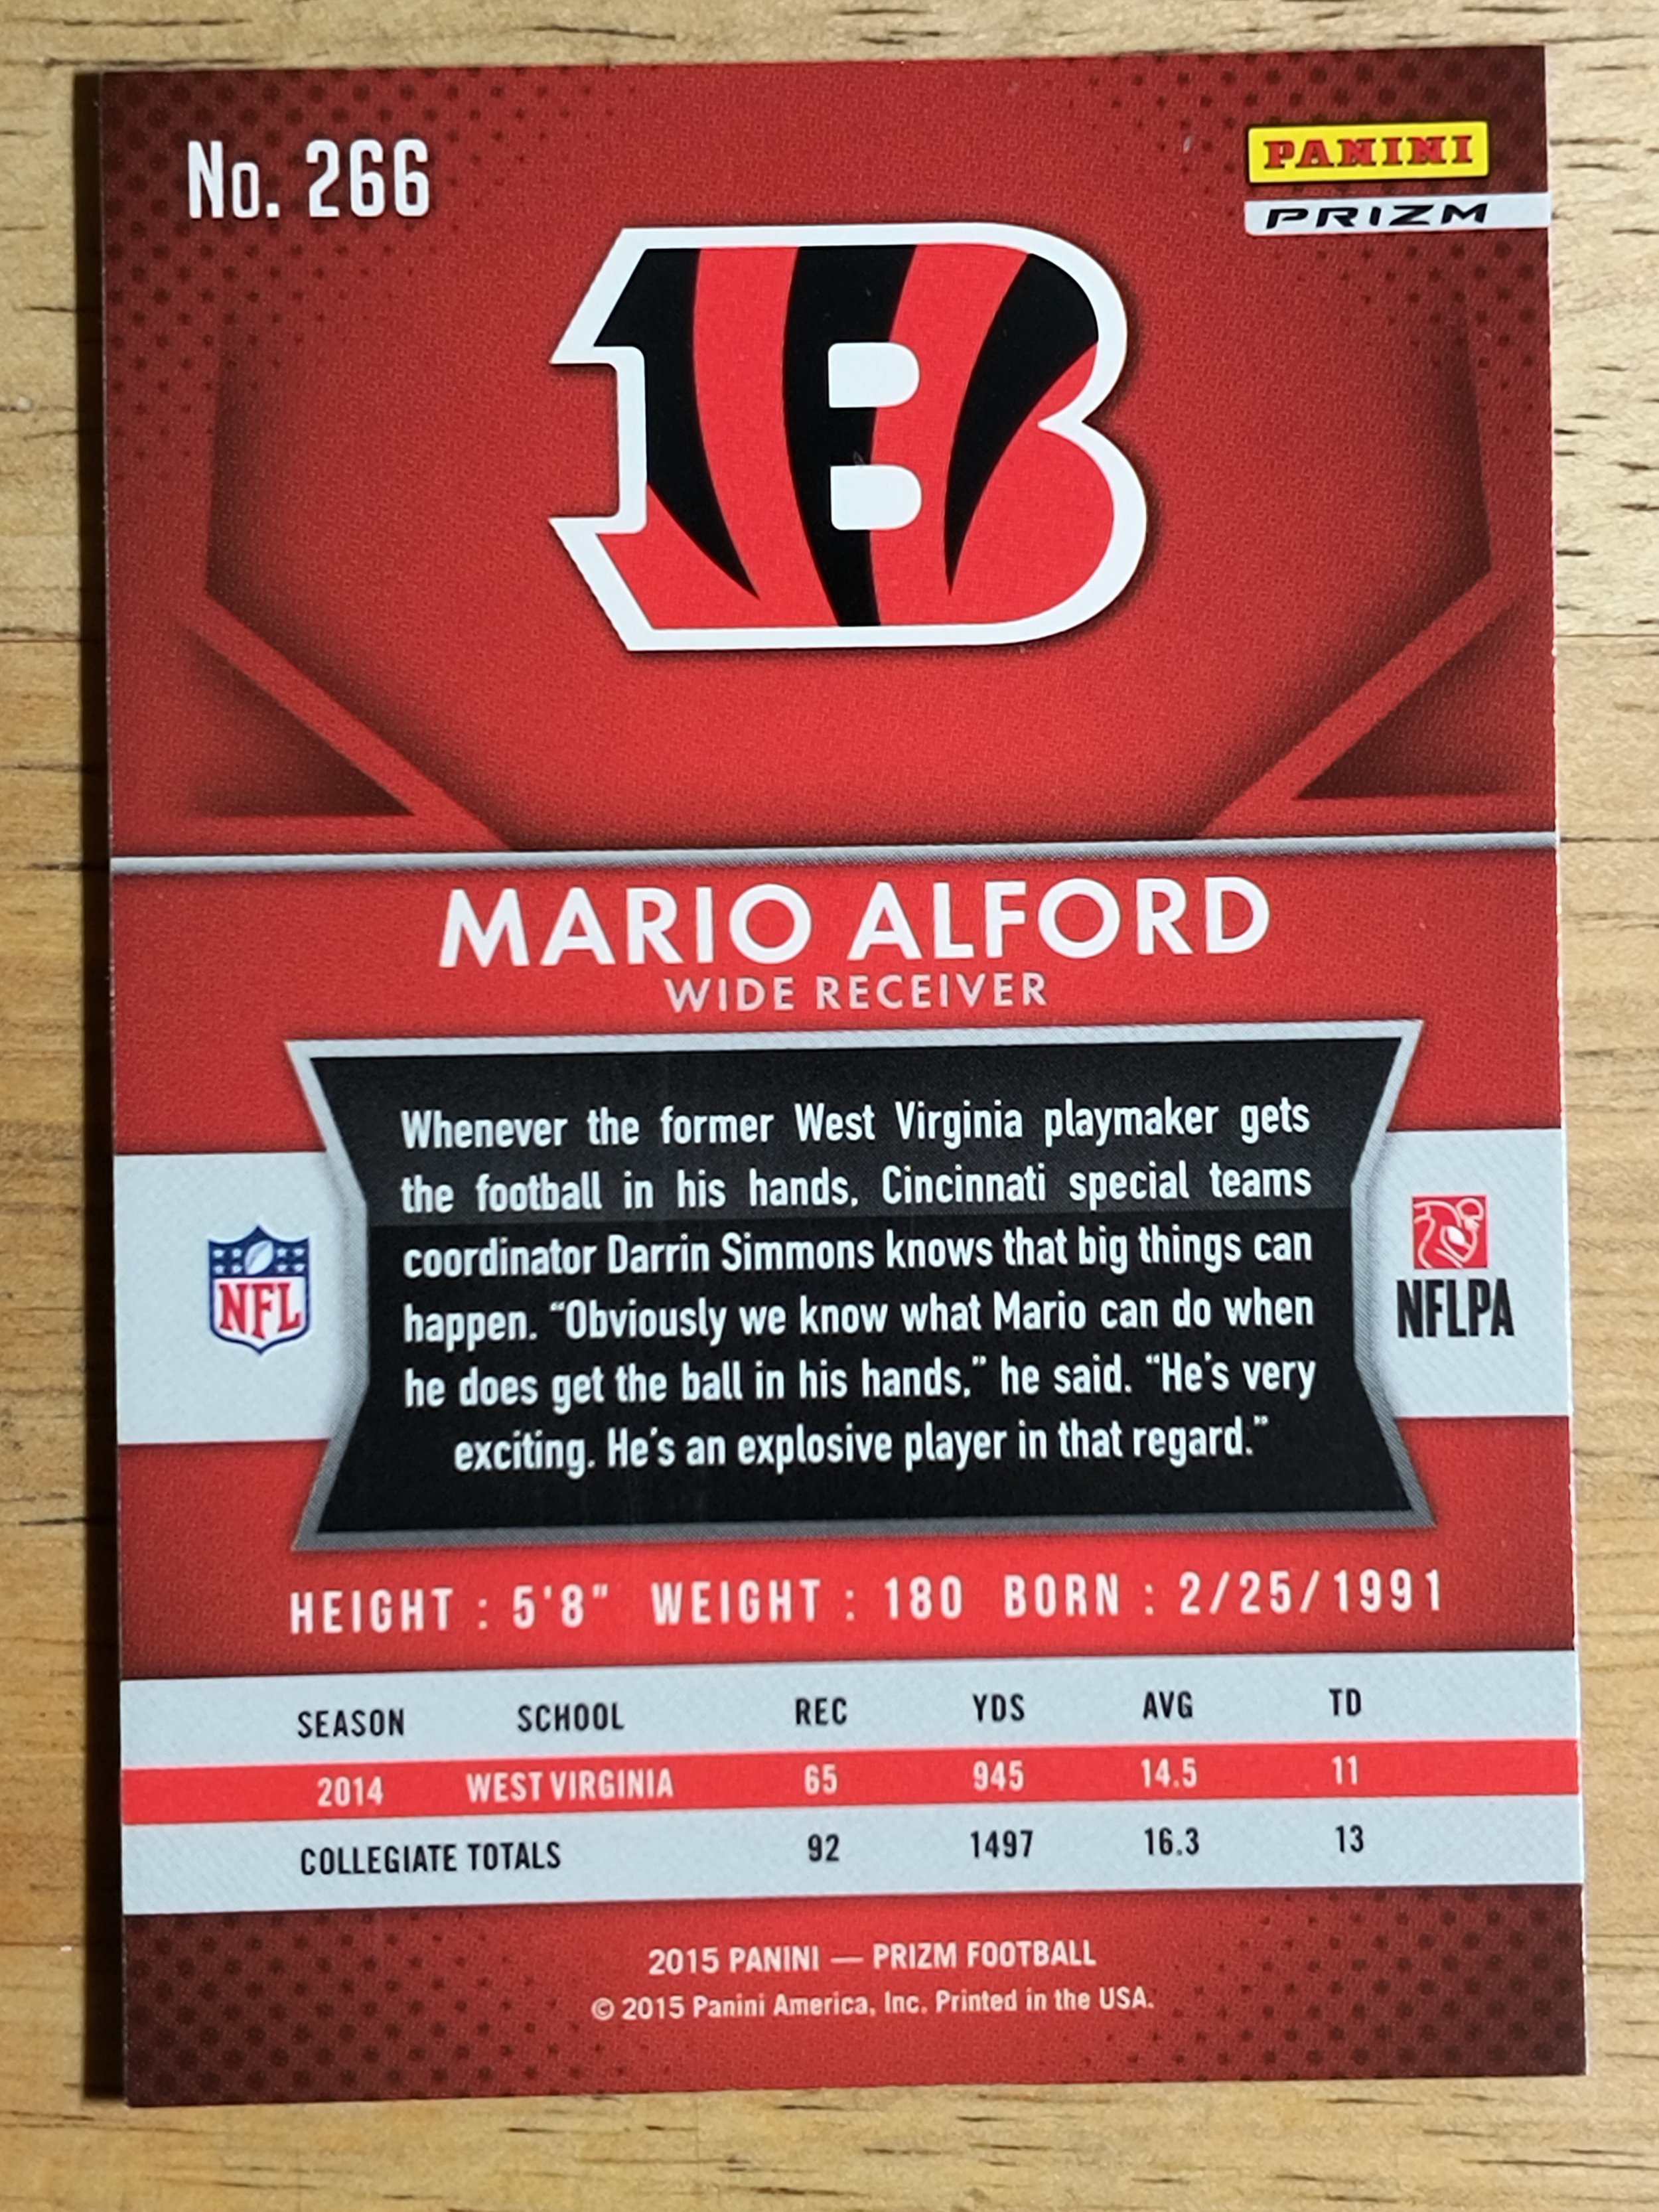 No. 266
PANINI
PRIZM
B
MARIO ALFORD
WIDE RECEIVER
Whenever the former West Virginia playmaker gets
the football in his hands, Cincinnati special teams
coordinator Darrin Simmons knows that big things can
happen. “Obviously we know what Mario can do when
he does get the ball in his hands,” he said. “He’s very
exciting. He’s an explosive player in that regard.”
NFL
NFLPA
HEIGHT : 5'8" WEIGHT : 180 BORN : 2/25/1991
SEASON SCHOOL REC YDS AVG TD
2014 WEST VIRGINIA 65 945 14.5 11
COLLEGIATE TOTALS 92 1497 16.3 13
2015 PANINI — PRIZM FOOTBALL
© 2015 Panini America, Inc. Printed in the USA.